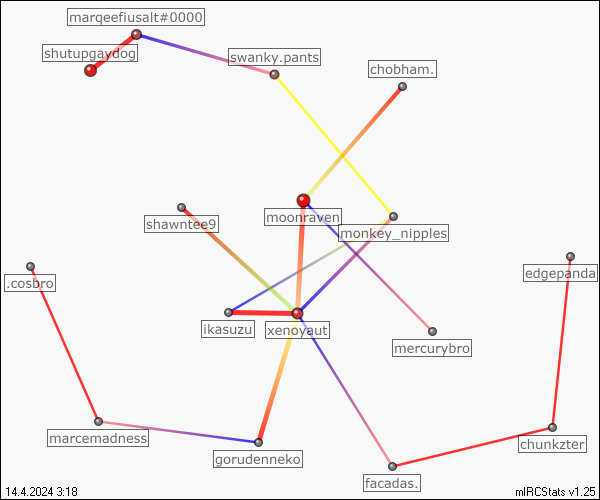 marqeefiusalt#0000
shutupgaydog
swanky.pants
chobham.
moonraven
shawntee9
monkey_nipples
.cosbro
edgepanda
ikasuzu
xenoyaut
mercurybro
marcemadness
gorudenneko
chunkzter
facadas.
14.4.2024 3:18
mIRCStats v1.25